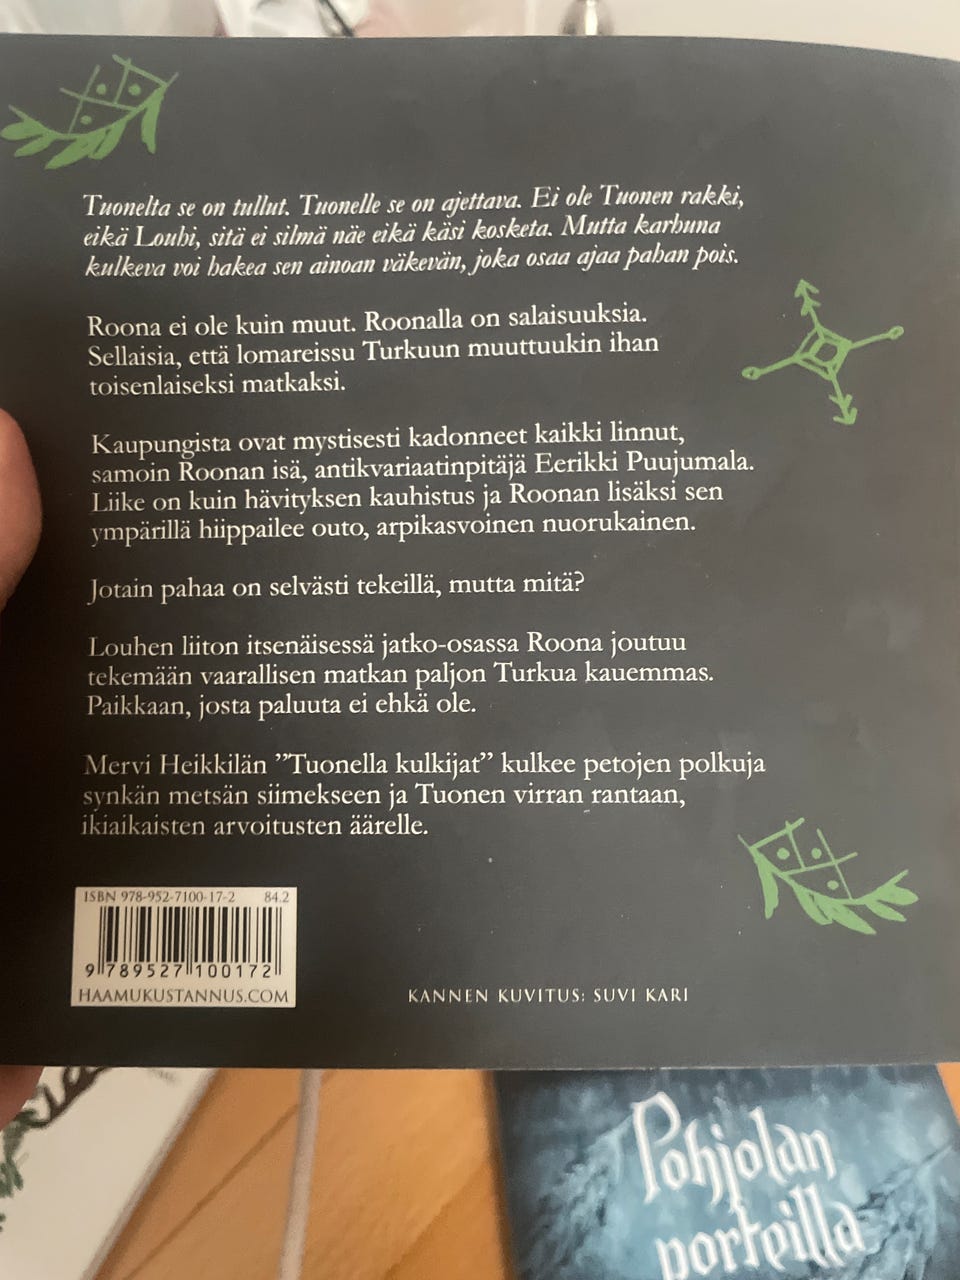 Tuonelta se on tullut. Tuonelle se on ajettava. Ei ole Tuonen rakki,
eikä Louhi, sitä ei silmä näe eikä käsi kosketa. Mutta karhuna
kulkeva voi hakea sen ainoan väkevän, joka osaa ajaa pahan pois.
Roona ei ole kuin muut. Roonalla on salaisuuksia.
Sellaisia, että lomareissu Turkuun muuttuukin ihan
toisenlaiseksi matkaksi.
Kaupungista ovat mystisesti kadonneet kaikki linnut,
samoin Roonan isä, antikvariaatinpitäjä Eerikki Puujumala.
Liike on kuin hävityksen kauhistus ja Roonan lisäksi sen
ympärillä hiippailee outo, arpikasvoinen nuorukainen.
Jotain pahaa on selvästi tekeillä, mutta mitä?
Louhen liiton itsenäisessä jatko-osassa Roona joutuu
tekemään vaarallisen matkan paljon Turkua kauemmas.
Paikkaan, josta paluuta ei ehkä ole.
Mervi Heikkilän ”Tuonella kulkijat” kulkee petojen polkuja
synkän metsän siimekseen ja Tuonen virran rantaan,
ikiaikaisten arvoitusten äärelle.
ISBN 978-952-7100-17-2 84.2
9 789527 100172
HAAMUKUSTANNUS.COM
KANNEN KUVITUS: SUVI KARI
Pohjolan
porteilla